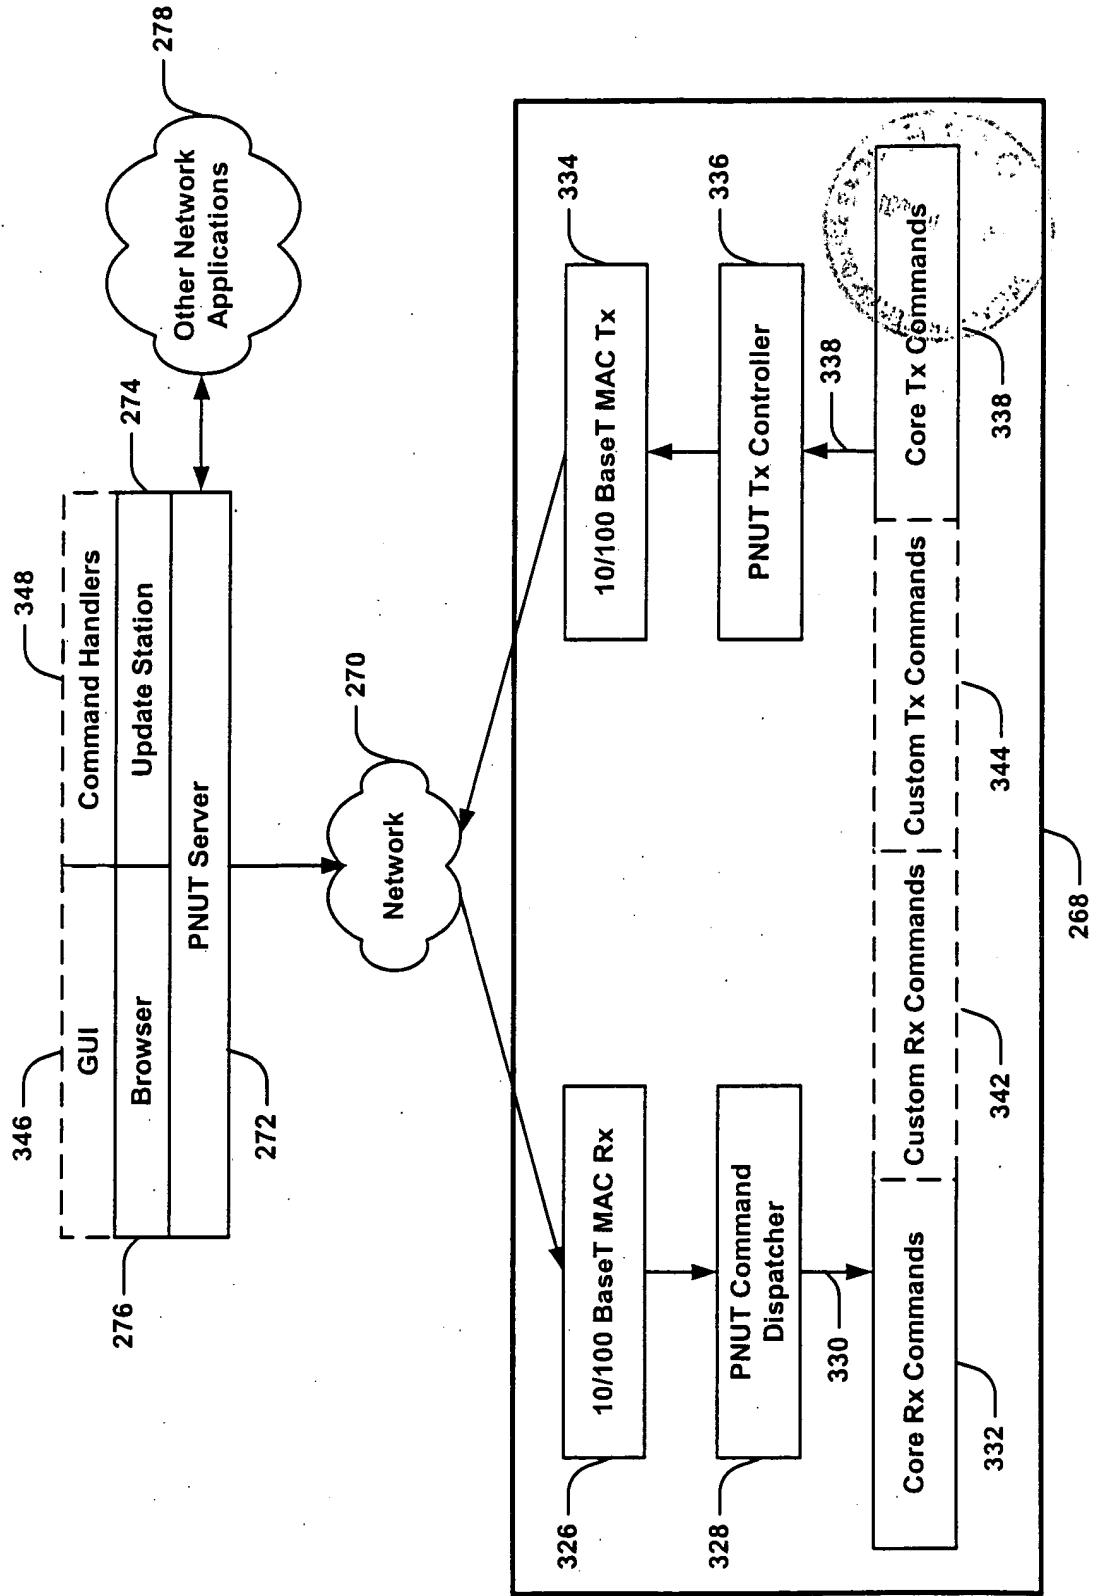 346
348
GUI
Command Handlers
276
Browser
Update Station
274
PNUT Server
272
Other Network
Applications
278
Network
270
326
10/100 BaseT MAC Rx
10/100 BaseT MAC Tx
334
328
PNUT Command
Dispatcher
PNUT Tx Controller
336
330
338
Core Rx Commands
Custom Rx Commands
Custom Tx Commands
Core Tx Commands
332
342
344
338
268